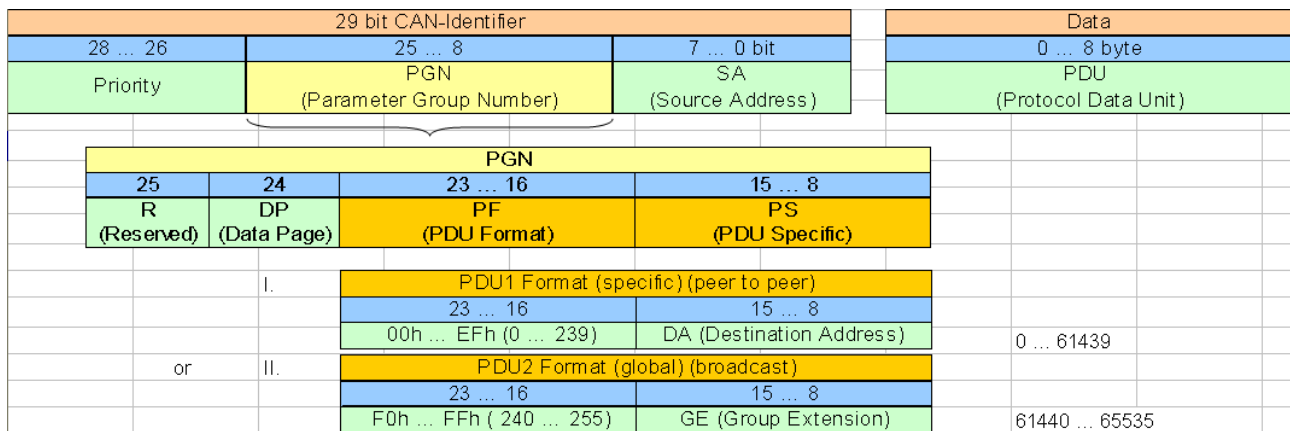 29 bit CAN-Identifier Data
28 ... 26 25 ... 8 7 ... 0 bit 0 ... 8 byte
Priority PGN SA PDU
(Parameter Group Number) (Source Address) (Protocol Data Unit)
PGN
25 24 23 ... 16 15 ... 8
R DP PF PS
(Reserved) (Data Page) (PDU Format) (PDU Specific)
I. PDU1 Format (specific) (peer to peer)
23 ... 16 15 ... 8
00h ... EFh (0 ... 239) DA (Destination Address) 0 ... 61439
or II. PDU2 Format (global) (broadcast)
23 ... 16 15 ... 8
F0h ... FFh ( 240 ... 255) GE (Group Extension) 61440 ... 65535